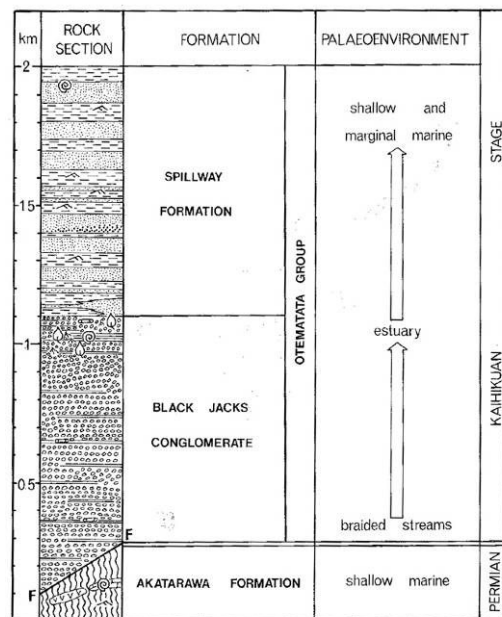 km
ROCK
SECTION
FORMATION
PALAEOENVIRONMENT
2
1·5
1
0·5
F
F
SPILLWAY
FORMATION
BLACK JACKS
CONGLOMERATE
AKATARAWA FORMATION
OTEMATATA GROUP
shallow and
marginal marine
estuary
braided streams
shallow marine
KAIHIKUAN STAGE
PERMIAN